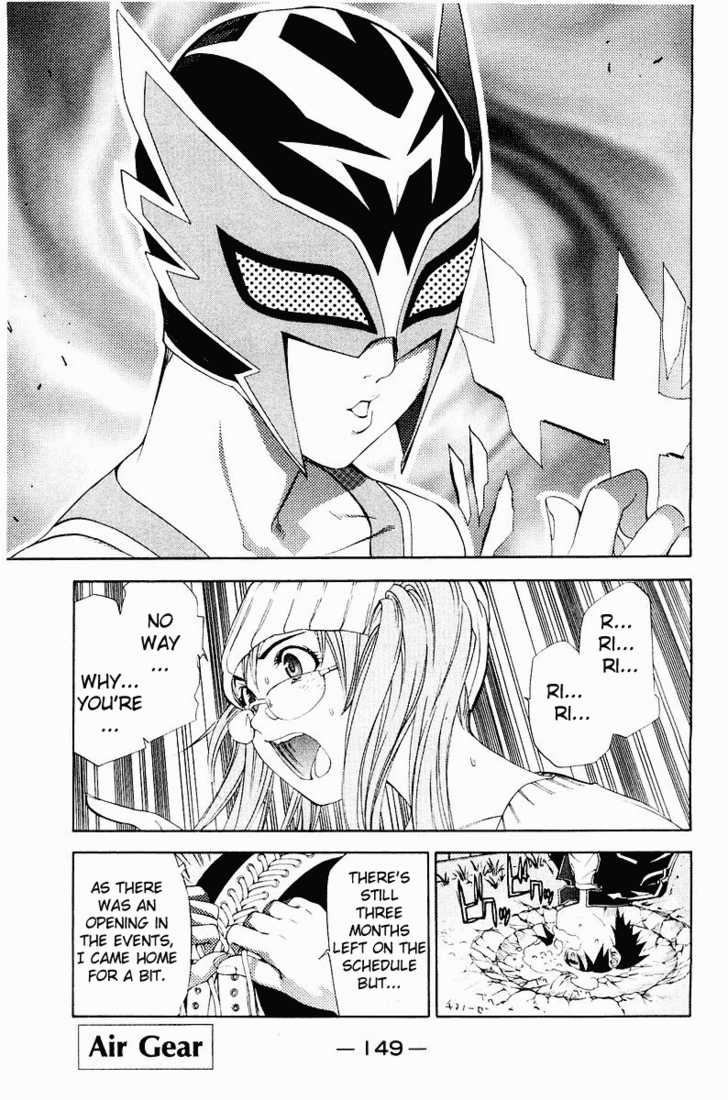 R...
RI...
RI...
RI...
RI...
NO
WAY
...
WHY...
YOU'RE
...
THERE'S
STILL
THREE
MONTHS
LEFT ON
THE
SCHEDULE
BUT...
AS THERE
WAS AN
OPENING IN
THE EVENTS,
I CAME HOME
FOR A BIT.
Air Gear
— 149 —